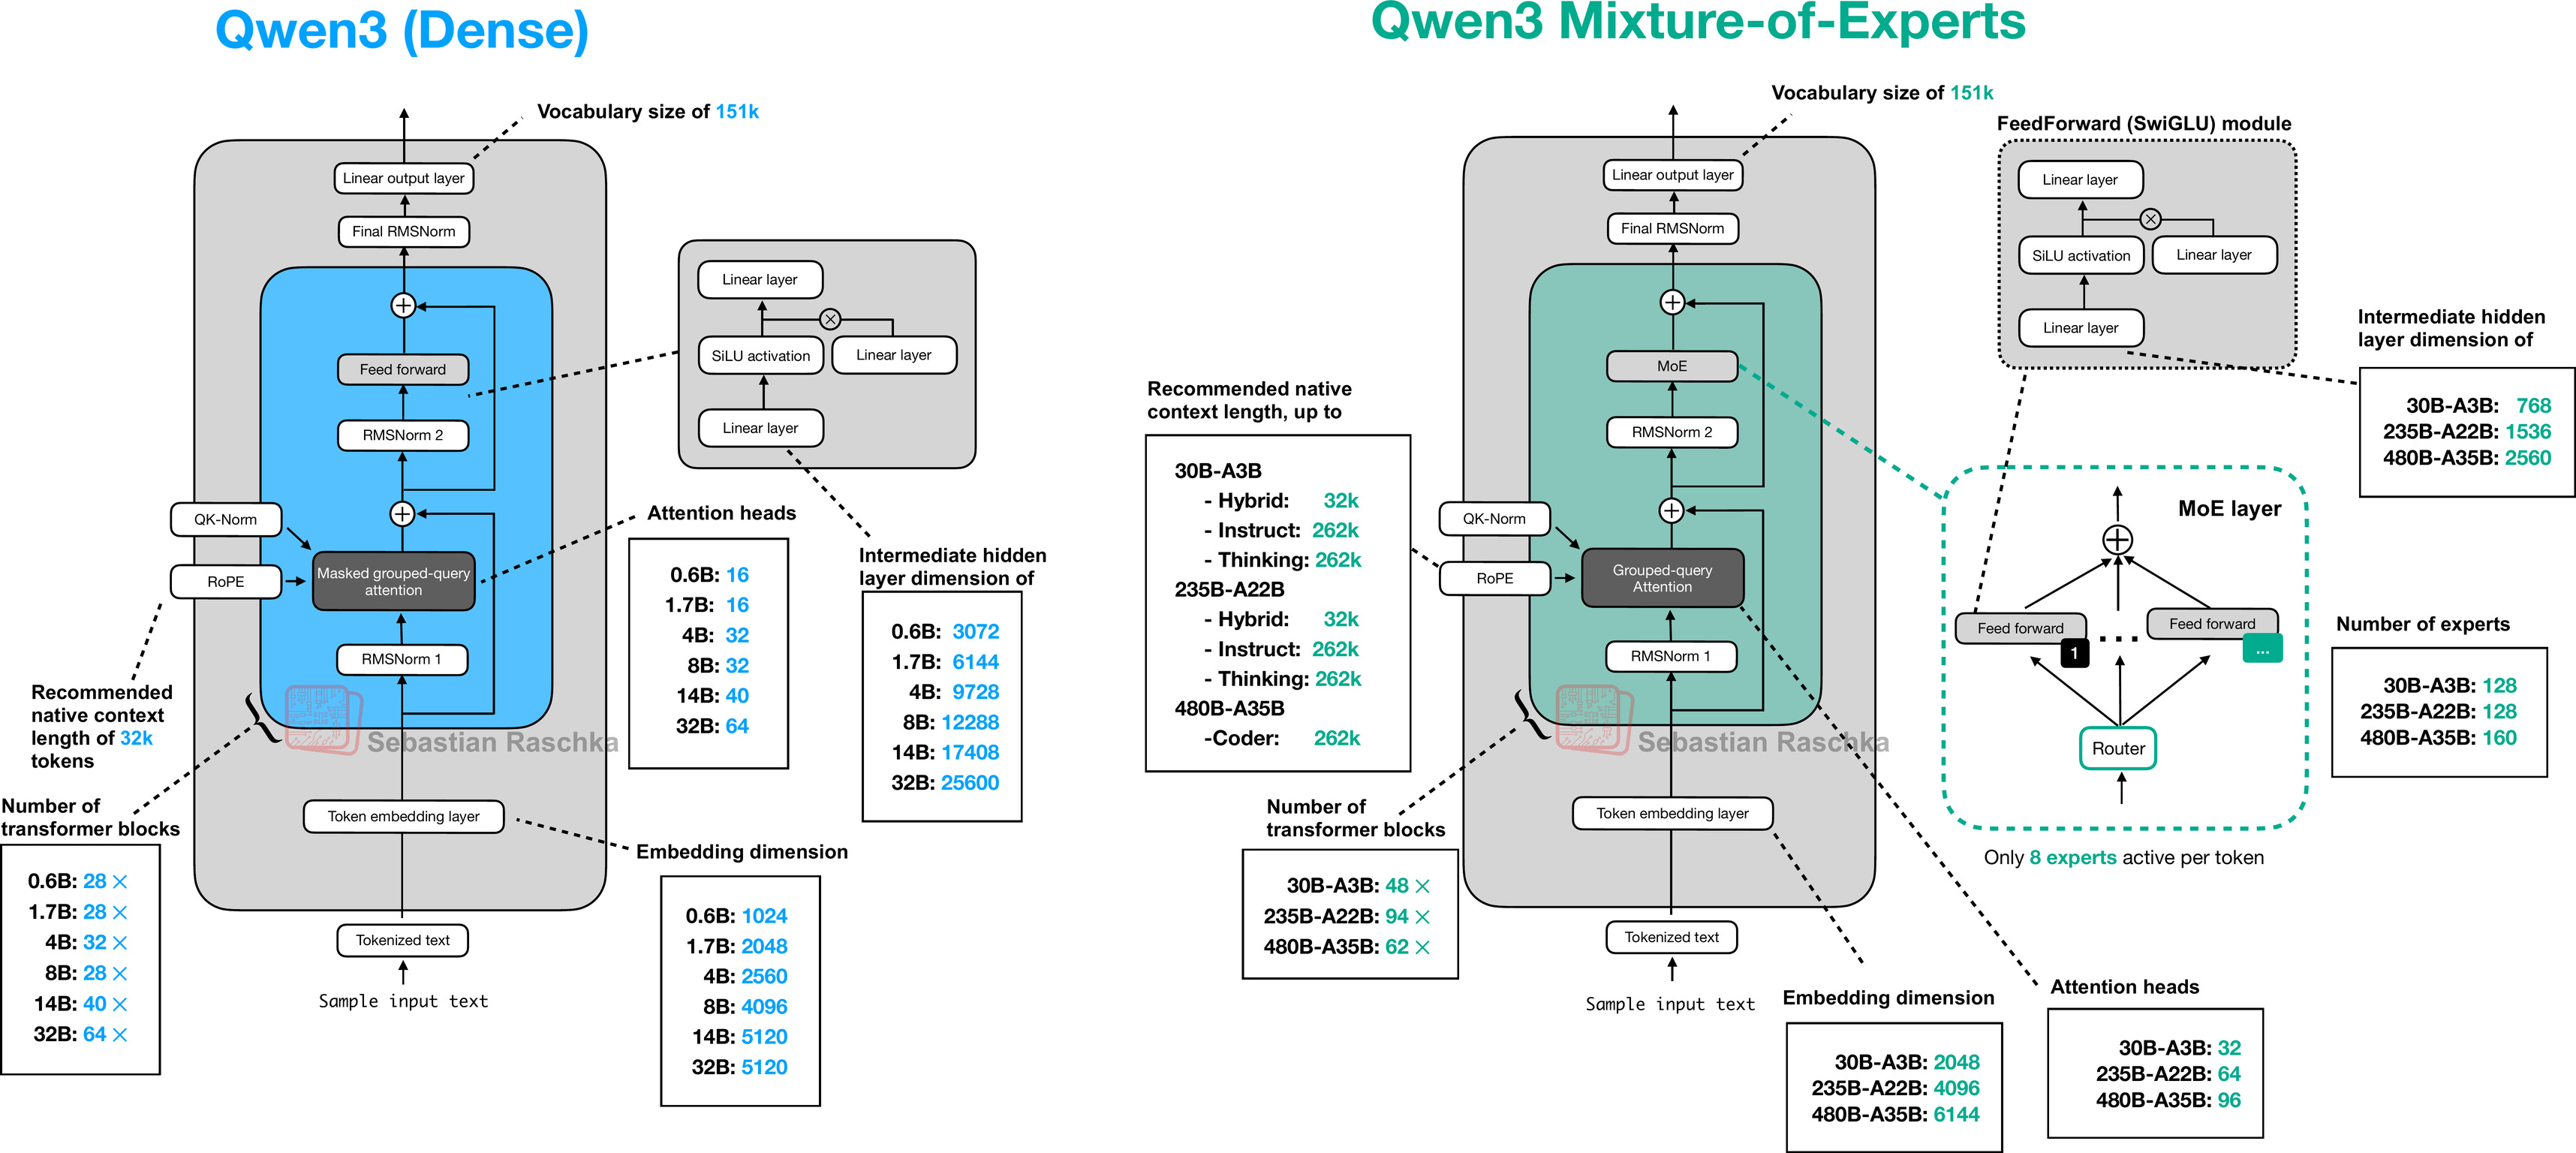 Qwen3 (Dense)
Vocabulary size of 151k
Linear output layer
Final RMSNorm
Feed forward
RMSNorm 2
QK-Norm
RoPE
Masked grouped-query
attention
RMSNorm 1
Sebastian Raschka
Token embedding layer
Tokenized text
Sample input text
Linear layer
SiLU activation
Linear layer
Linear layer
Attention heads
0.6B: 16
1.7B: 16
4B: 32
8B: 32
14B: 40
32B: 64
Intermediate hidden
layer dimension of
0.6B: 3072
1.7B: 6144
4B: 9728
8B: 12288
14B: 17408
32B: 25600
Recommended
native context
length of 32k
tokens
Number of
transformer blocks
0.6B: 28 ×
1.7B: 28 ×
4B: 32 ×
8B: 28 ×
14B: 40 ×
32B: 64 ×
Embedding dimension
0.6B: 1024
1.7B: 2048
4B: 2560
8B: 4096
14B: 5120
32B: 5120
Qwen3 Mixture-of-Experts
Vocabulary size of 151k
Linear output layer
Final RMSNorm
MoE
RMSNorm 2
QK-Norm
RoPE
Grouped-query
Attention
RMSNorm 1
Sebastian Raschka
Token embedding layer
Tokenized text
Sample input text
Recommended native
context length, up to
30B-A3B
- Hybrid: 32k
- Instruct: 262k
- Thinking: 262k
235B-A22B
- Hybrid: 32k
- Instruct: 262k
- Thinking: 262k
480B-A35B
-Coder: 262k
Number of
transformer blocks
30B-A3B: 48 ×
235B-A22B: 94 ×
480B-A35B: 62 ×
FeedForward (SwiGLU) module
Linear layer
SiLU activation
Linear layer
Linear layer
Intermediate hidden
layer dimension of
30B-A3B: 768
235B-A22B: 1536
480B-A35B: 2560
MoE layer
Feed forward
1
Feed forward
...
Router
Only 8 experts active per token
Number of experts
30B-A3B: 128
235B-A22B: 128
480B-A35B: 160
Embedding dimension
30B-A3B: 2048
235B-A22B: 4096
480B-A35B: 6144
Attention heads
30B-A3B: 32
235B-A22B: 64
480B-A35B: 96